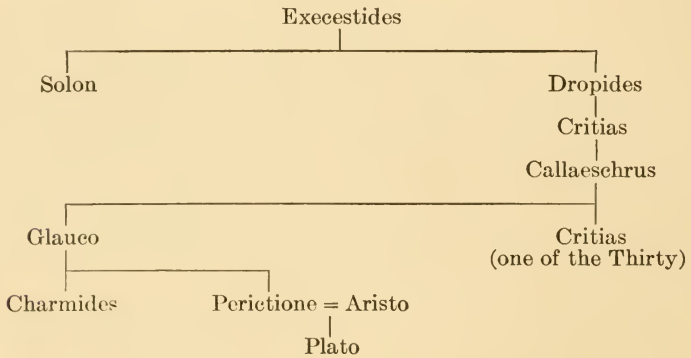 Execestides
Solon Dropides
Critias
Callaeschrus
Glauco Critias
(one of the Thirty)
Charmides Perictione = Aristo
Plato